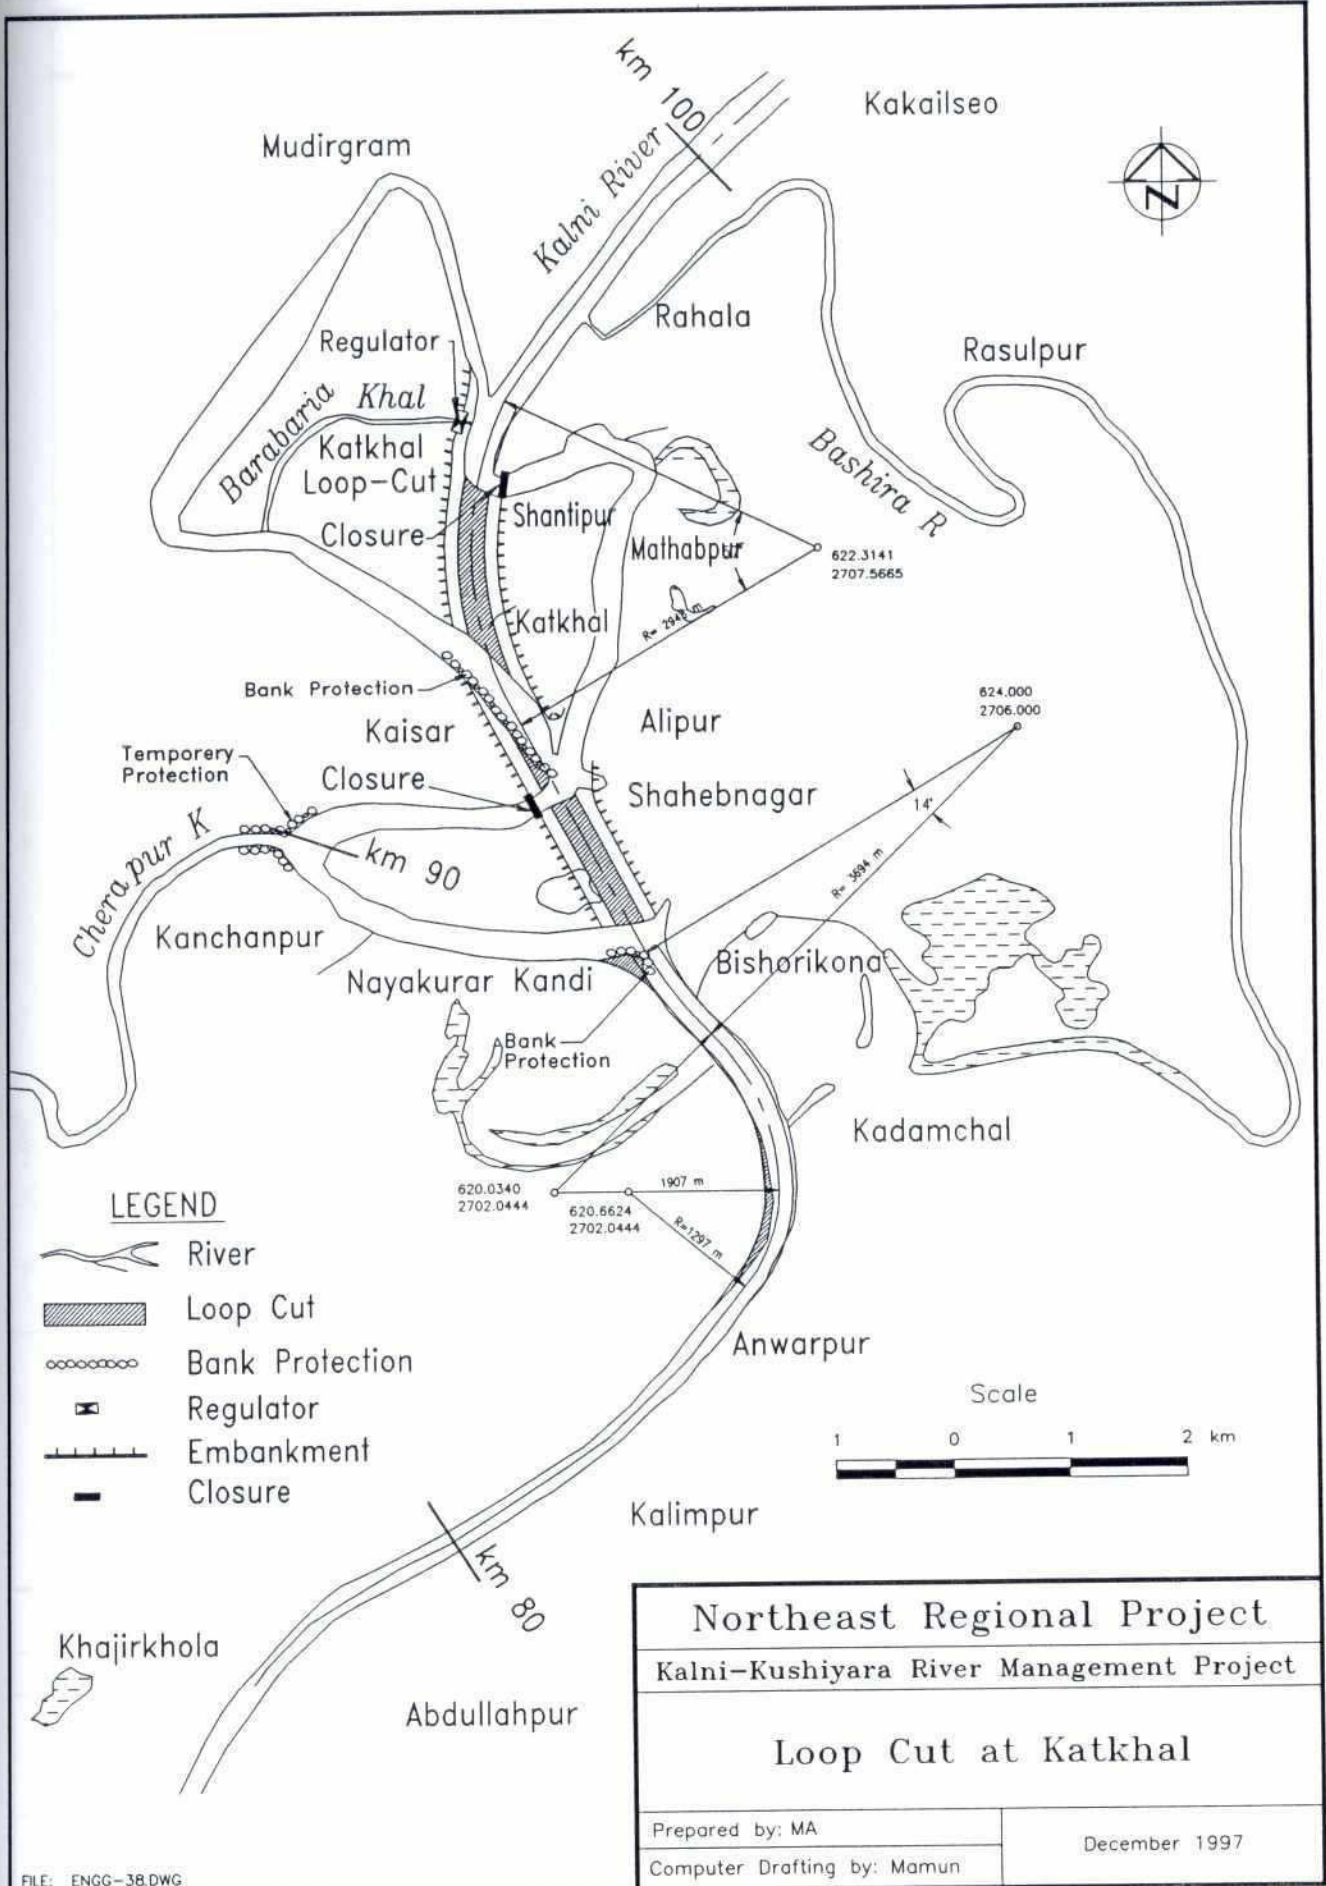 km 100
Kakailseo
Mudirgram
Kalni River
N
Rahala
Regulator
Rasulpur
Barabaria Khal
Katkhal
Loop-Cut
Bashira R
Closure
Shantipur
Mathabpur
622.3141
2707.5665
Katkhal
Bank Protection
624.000
2706.000
Kaisar
Alipur
Temporery
Protection
Closure
Shahebnagar
14°
Cherapur K
km 90
R= 3694 m
Kanchanpur
Nayakurar Kandi
Bishorikona
Bank
Protection
Kadamchal
620.0340
2702.0444
620.6624
2702.0444
1907 m
R=1297 m
LEGEND
River
Loop Cut
Bank Protection
Regulator
Embankment
Closure
Anwarpur
Scale
1 0 1 2 km
Kalimpur
km 80
Khajirkhola
Abdullahpur
Northeast Regional Project
Kalni-Kushiyara River Management Project
Loop Cut at Katkhal
Prepared by: MA
Computer Drafting by: Mamun
December 1997
FILE: ENGG-38.DWG